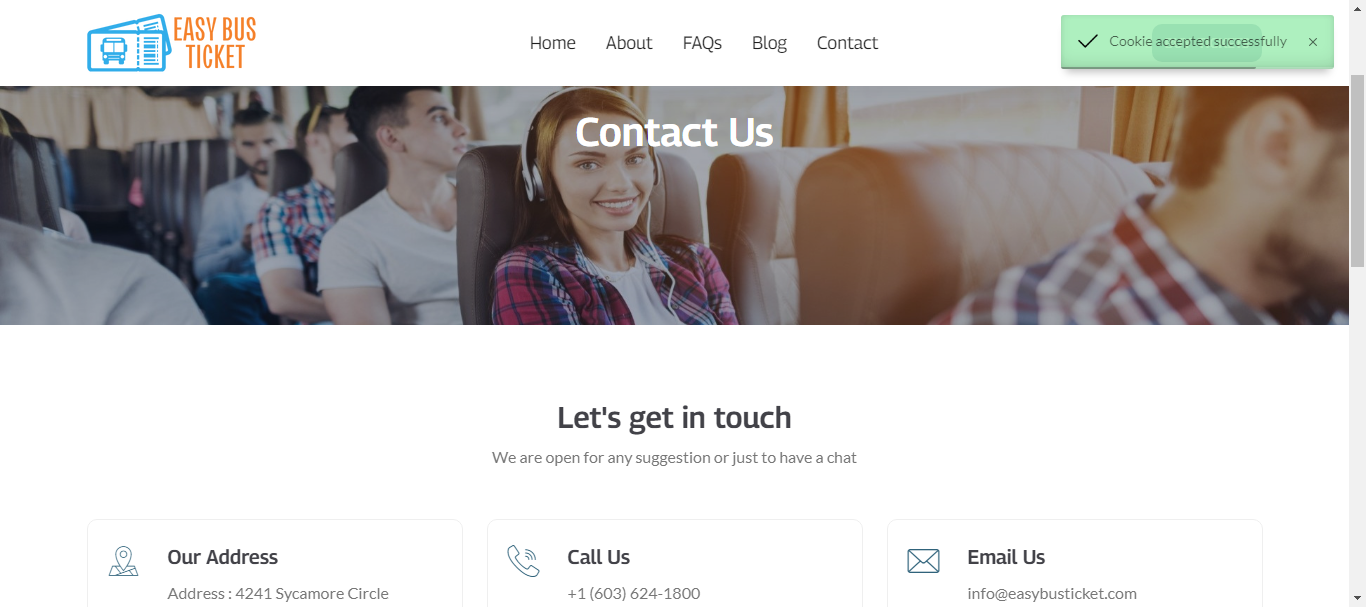 EASY BUS
TICKET
Home
About
FAQs
Blog
Contact
Cookie accepted successfully
Contact Us
Let's get in touch
We are open for any suggestion or just to have a chat
Our Address
Address : 4241 Sycamore Circle
Call Us
+1 (603) 624-1800
Email Us
info@easybusticket.com